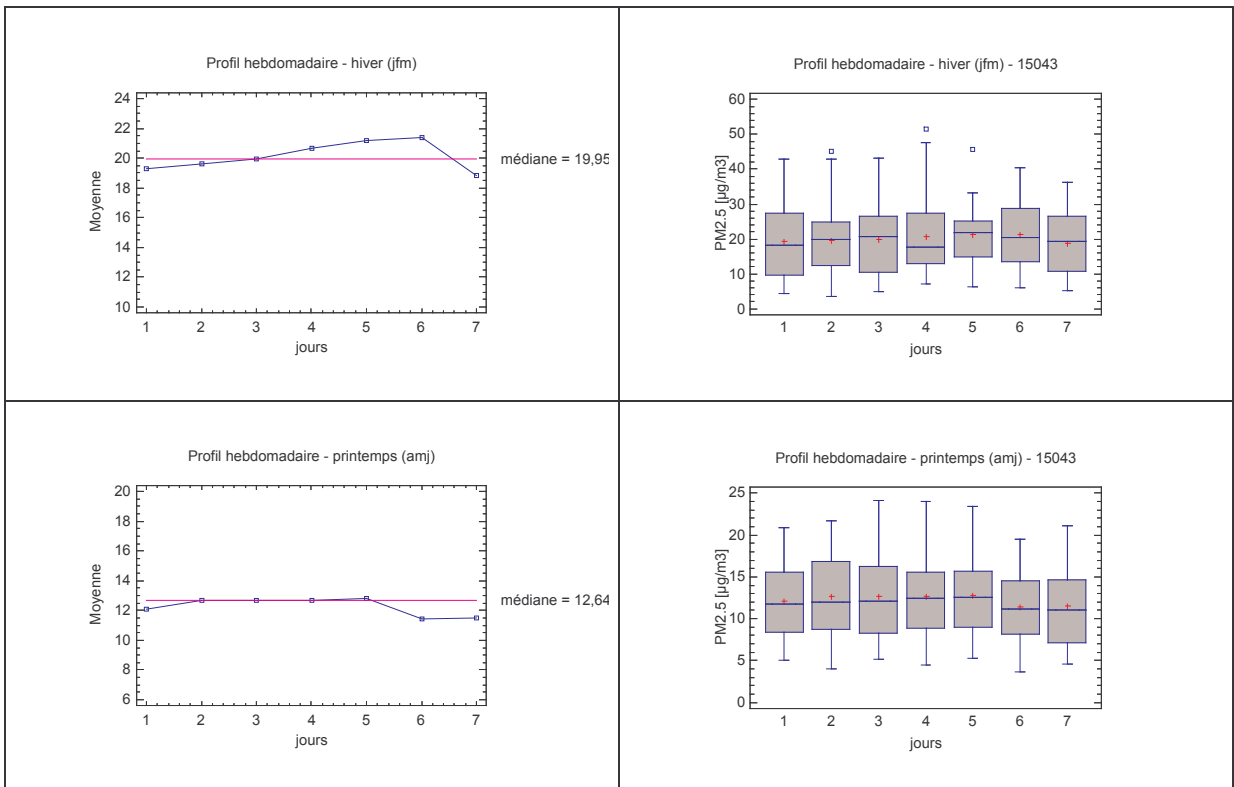 Profil hebdomadaire - hiver (jfm)
24
22
20
18
16
14
12
10
Moyenne
médiane = 19,95
1 2 3 4 5 6 7
jours
Profil hebdomadaire - hiver (jfm) - 15043
60
50
40
30
20
10
0
PM2.5 [µg/m3]
1 2 3 4 5 6 7
jours
Profil hebdomadaire - printemps (amj)
20
18
16
14
12
10
8
6
Moyenne
médiane = 12,64
1 2 3 4 5 6 7
jours
Profil hebdomadaire - printemps (amj) - 15043
25
20
15
10
5
0
PM2.5 [µg/m3]
1 2 3 4 5 6 7
jours